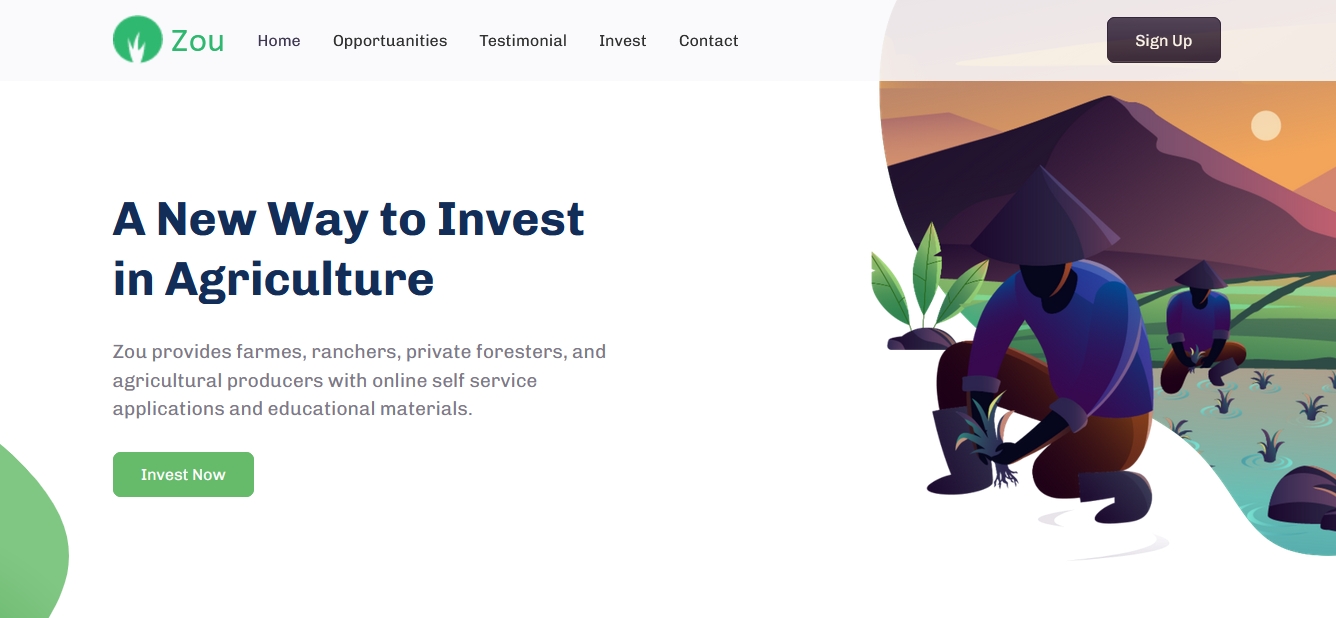 Zou Home Opportuanities Testimonial Invest Contact Sign Up
A New Way to Invest
in Agriculture
Zou provides farmes, ranchers, private foresters, and
agricultural producers with online self service
applications and educational materials.
Invest Now